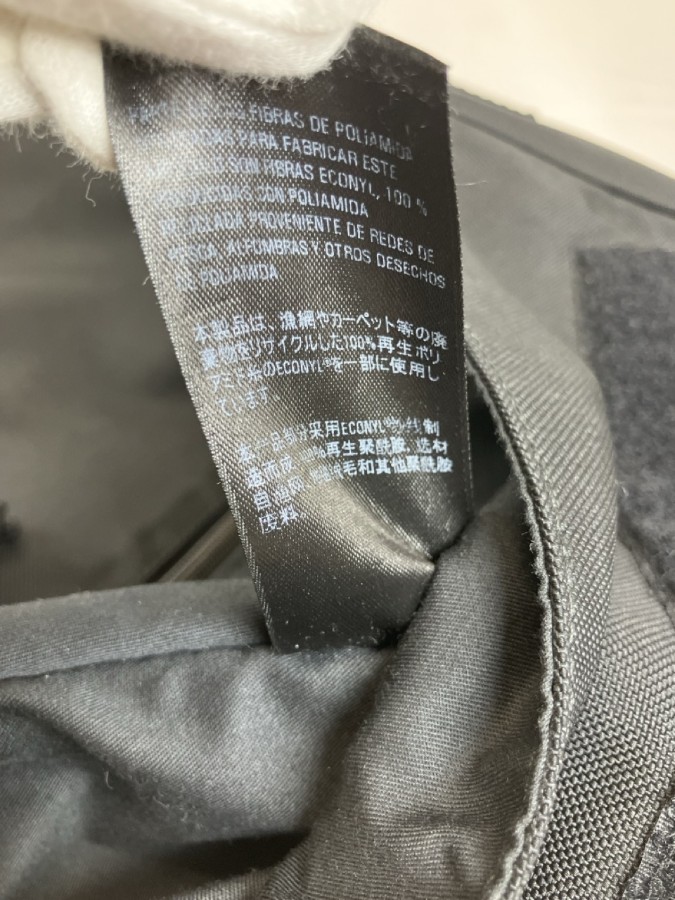 FIBRAS DE POLIAMIDA
PARA FABRICAR ESTE
SON FIBRAS ECONYL, 100 %
CON POLIAMIDA
PROVENIENTE DE REDES DE
ALFOMBRAS Y OTROS DESECHOS
DE POLIAMIDA
本製品は、漁網やカーペット等の廃
棄物をリサイクルした100%再生ポリ
アミド糸のECONYL®を一部に使用し
ています。
部分采用ECONYL®纱线制
再生聚酰胺, 选材
毛和其他聚酰胺
废料